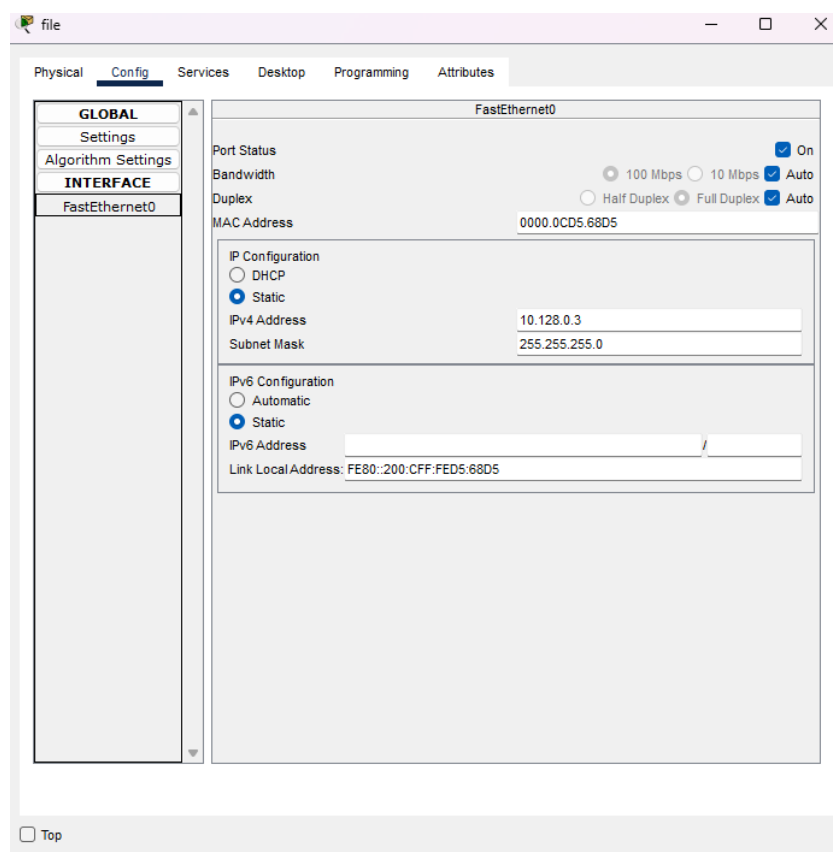 file
Physical Config Services Desktop Programming Attributes
GLOBAL
Settings
Algorithm Settings
INTERFACE
FastEthernet0
FastEthernet0
Port Status On
Bandwidth 100 Mbps 10 Mbps Auto
Duplex Half Duplex Full Duplex Auto
MAC Address 0000.0CD5.68D5
IP Configuration
DHCP
Static
IPv4 Address 10.128.0.3
Subnet Mask 255.255.255.0
IPv6 Configuration
Automatic
Static
IPv6 Address /
Link Local Address: FE80::200:CFF:FED5:68D5
Top